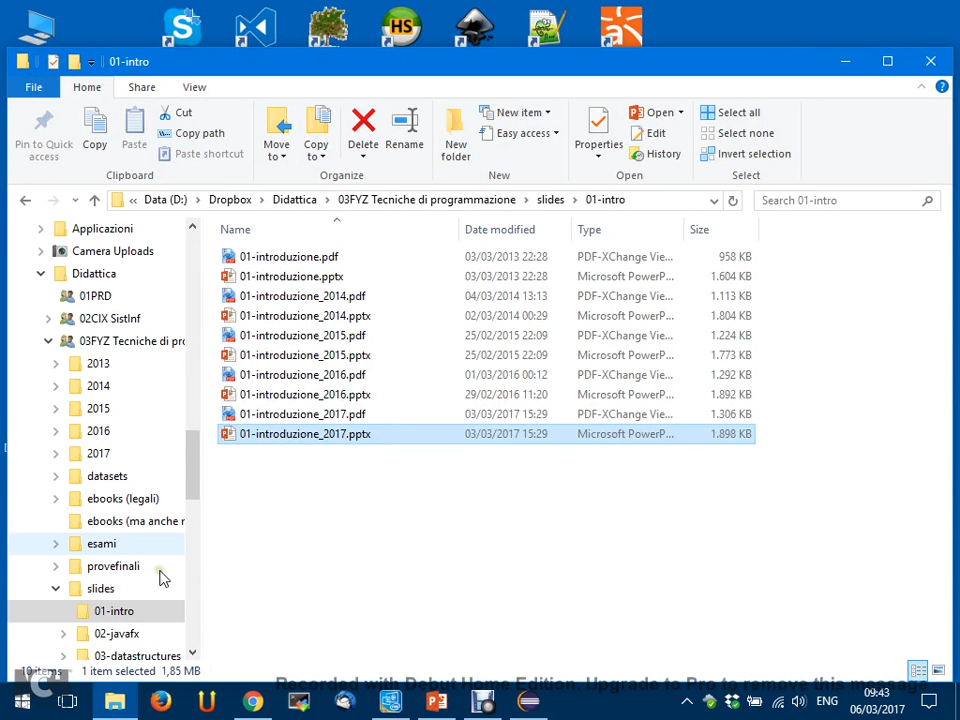 HS
01-intro
File
Home
Share
View
Pin to Quick access
Copy
Paste
Cut
Copy path
Paste shortcut
Clipboard
Move to
Copy to
Delete
Rename
Organize
New folder
New item
Easy access
New
Properties
Open
Edit
History
Open
Select all
Select none
Invert selection
Select
« Data (D:) Dropbox Didattica 03FYZ Tecniche di programmazione slides 01-intro
Search 01-intro
Applicazioni
Camera Uploads
Didattica
01PRD
02CIX SistInf
03FYZ Tecniche di pro
2013
2014
2015
2016
2017
datasets
ebooks (legali)
ebooks (ma anche n
esami
provefinali
slides
01-intro
02-javafx
03-datastructures
Name Date modified Type Size
01-introduzione.pdf 03/03/2013 22:28 PDF-XChange Vie... 958 KB
01-introduzione.pptx 03/03/2013 22:28 Microsoft PowerP... 1.604 KB
01-introduzione_2014.pdf 04/03/2014 13:13 PDF-XChange Vie... 1.113 KB
01-introduzione_2014.pptx 02/03/2014 00:29 Microsoft PowerP... 1.804 KB
01-introduzione_2015.pdf 25/02/2015 22:09 PDF-XChange Vie... 1.224 KB
01-introduzione_2015.pptx 25/02/2015 22:09 Microsoft PowerP... 1.773 KB
01-introduzione_2016.pdf 01/03/2016 00:12 PDF-XChange Vie... 1.292 KB
01-introduzione_2016.pptx 29/02/2016 11:20 Microsoft PowerP... 1.892 KB
01-introduzione_2017.pdf 03/03/2017 15:29 PDF-XChange Vie... 1.306 KB
01-introduzione_2017.pptx 03/03/2017 15:29 Microsoft PowerP... 1.898 KB
10 items 1 item selected 1,85 MB
Recorded with Debut Home Edition. Upgrade to Pro to remove this message
ENG
09:43
06/03/2017